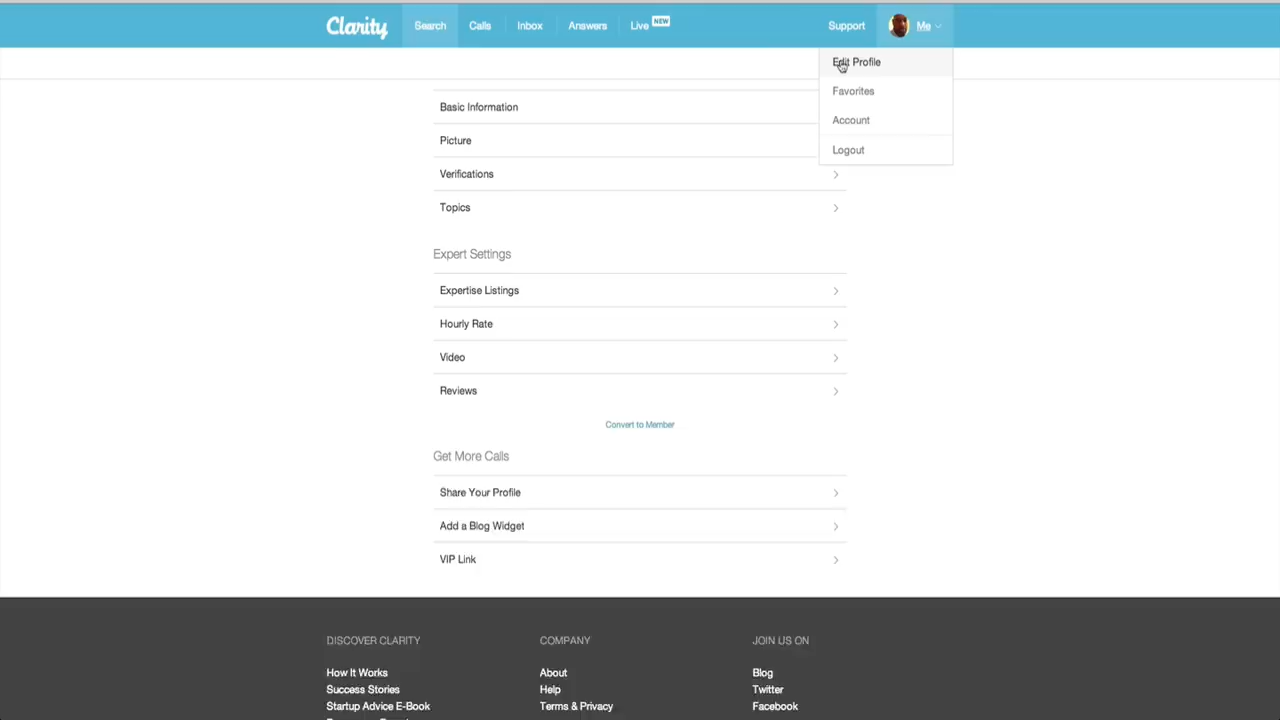 Clarity Search Calls Inbox Answers Live NEW Support Me
Edit Profile
Favorites
Account
Logout
Basic Information
Picture
Verifications
Topics
Expert Settings
Expertise Listings
Hourly Rate
Video
Reviews
Convert to Member
Get More Calls
Share Your Profile
Add a Blog Widget
VIP Link
DISCOVER CLARITY COMPANY JOIN US ON
How It Works About Blog
Success Stories Help Twitter
Startup Advice E-Book Terms & Privacy Facebook